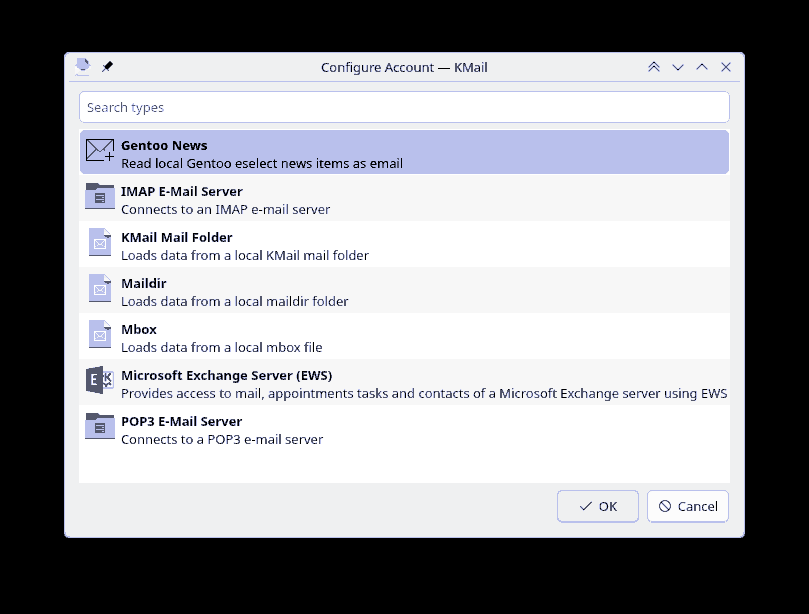 Configure Account — KMail
Search types
Gentoo News
Read local Gentoo eselect news items as email
IMAP E-Mail Server
Connects to an IMAP e-mail server
KMail Mail Folder
Loads data from a local KMail mail folder
Maildir
Loads data from a local maildir folder
Mbox
Loads data from a local mbox file
Microsoft Exchange Server (EWS)
Provides access to mail, appointments tasks and contacts of a Microsoft Exchange server using EWS
POP3 E-Mail Server
Connects to a POP3 e-mail server
OK
Cancel